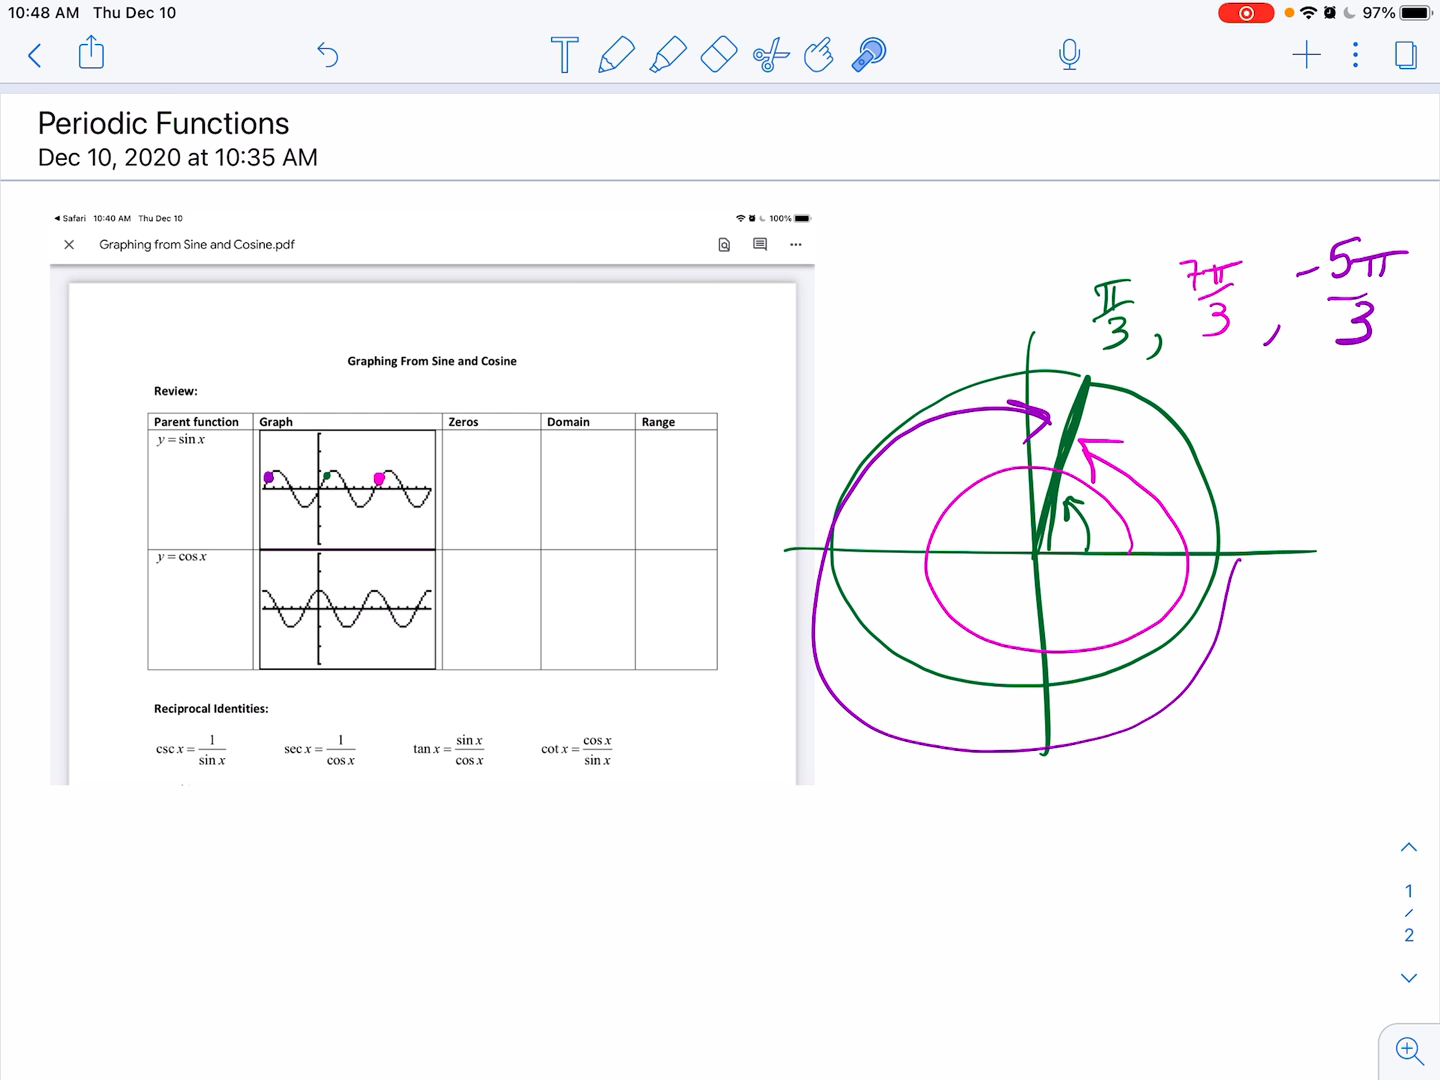 10:48 AM Thu Dec 10
97%
Periodic Functions
Dec 10, 2020 at 10:35 AM
Safari 10:40 AM Thu Dec 10
100%
Graphing from Sine and Cosine.pdf
π/3, 7π/3, -5π/3
Graphing From Sine and Cosine
Review:
Parent function Graph Zeros Domain Range
y = sin x
y = cos x
Reciprocal Identities:
csc x = 1/sin x sec x = 1/cos x tan x = sin x/cos x cot x = cos x/sin x
1
/
2